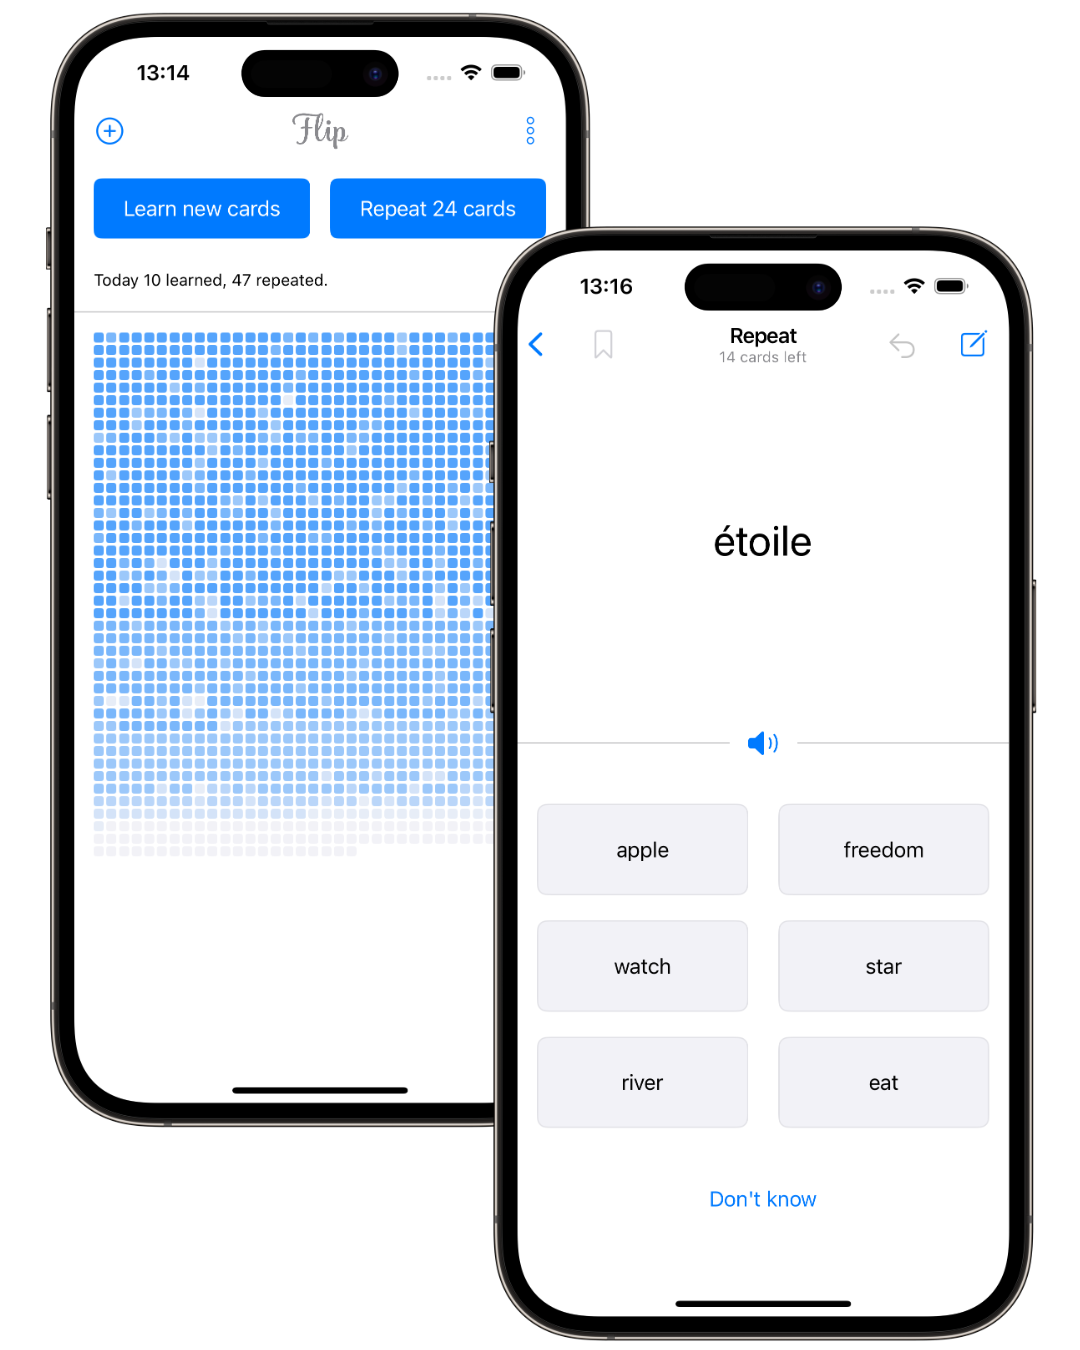 13:14
Flip
Learn new cards
Repeat 24 cards
Today 10 learned, 47 repeated.
13:16
Repeat
14 cards left
étoile
apple
freedom
watch
star
river
eat
Don't know